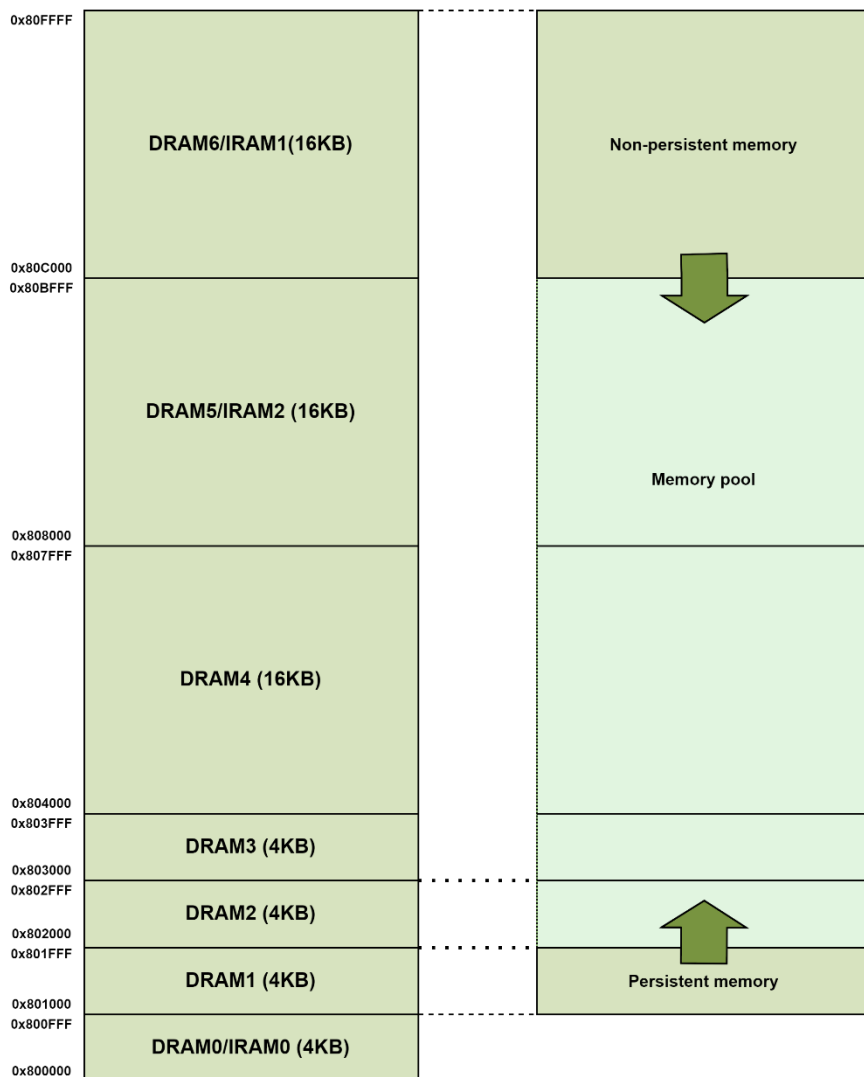 0x80FFFF
DRAM6/IRAM1(16KB)
Non-persistent memory
0x80C000
0x80BFFF
DRAM5/IRAM2 (16KB)
Memory pool
0x808000
0x807FFF
DRAM4 (16KB)
0x804000
0x803FFF
DRAM3 (4KB)
0x803000
0x802FFF
DRAM2 (4KB)
0x802000
0x801FFF
DRAM1 (4KB)
Persistent memory
0x801000
0x800FFF
DRAM0/IRAM0 (4KB)
0x800000